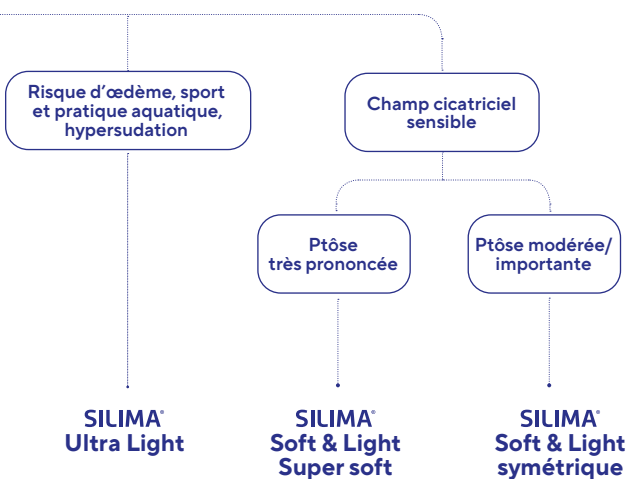 Risque d'œdème, sport
et pratique aquatique,
hypersudation
Champ cicatriciel
sensible
Ptôse
très prononcée
Ptôse modérée/
importante
SILIMA®
Ultra Light
SILIMA®
Soft & Light
Super soft
SILIMA®
Soft & Light
symétrique